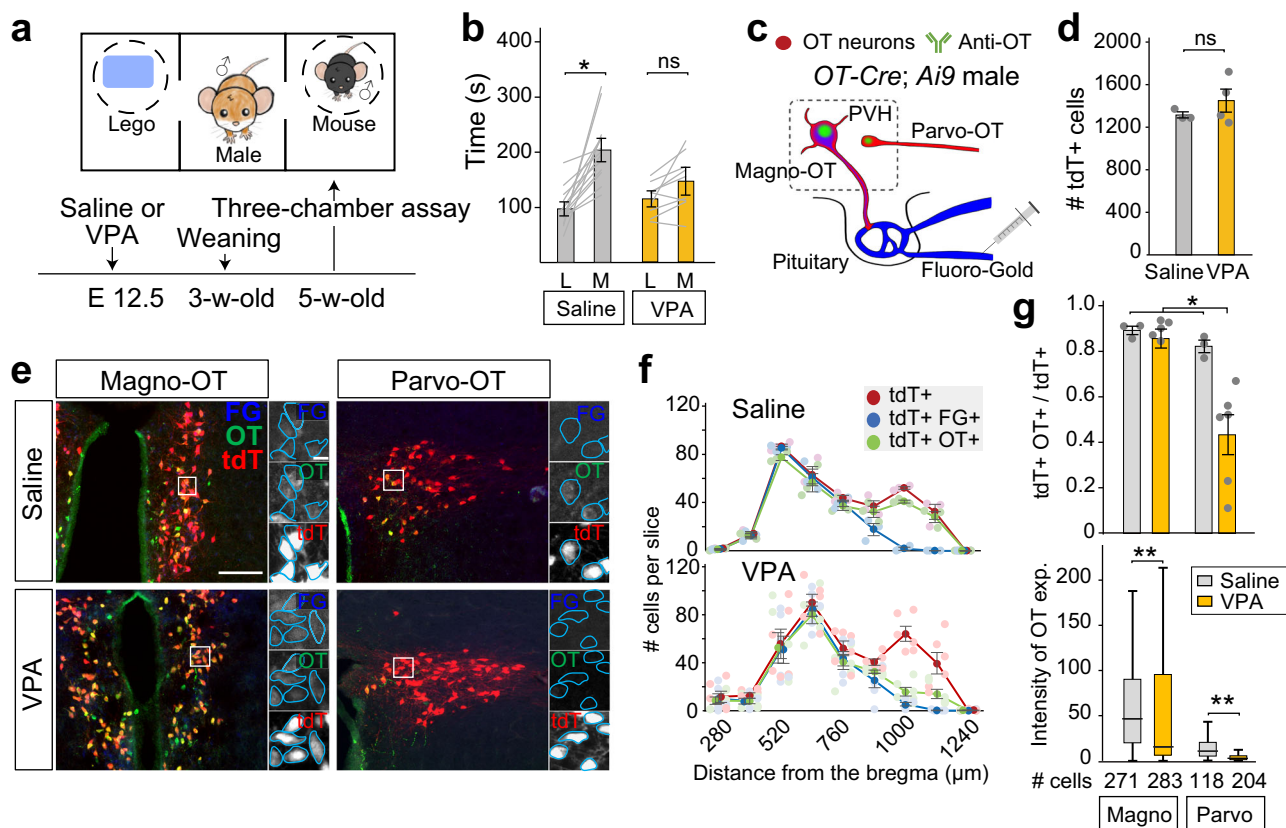 a
Lego
♂
Male
♂
Mouse
Saline or
VPA
Weaning
Three-chamber assay
E 12.5
3-w-old
5-w-old
b
Time (s)
400
300
200
100
*
ns
L
M
L
M
Saline
VPA
c
OT neurons
Anti-OT
OT-Cre; Ai9 male
PVH
Parvo-OT
Magno-OT
Pituitary
Fluoro-Gold
d
# tdT+ cells
2000
1600
1200
800
400
0
ns
Saline
VPA
e
Magno-OT
Parvo-OT
Saline
VPA
FG
OT
tdT
FG
OT
tdT
FG
OT
tdT
FG
OT
tdT
FG
OT
tdT
f
Saline
tdT+
tdT+ FG+
tdT+ OT+
120
80
40
0
VPA
120
80
40
0
# cells per slice
280
520
760
1000
1240
Distance from the bregma (μm)
g
tdT+ OT+ / tdT+
1.0
0.8
0.6
0.4
0.2
0
*
Intensity of OT exp.
200
150
100
50
0
**
**
Saline
VPA
# cells
271
283
118
204
Magno
Parvo